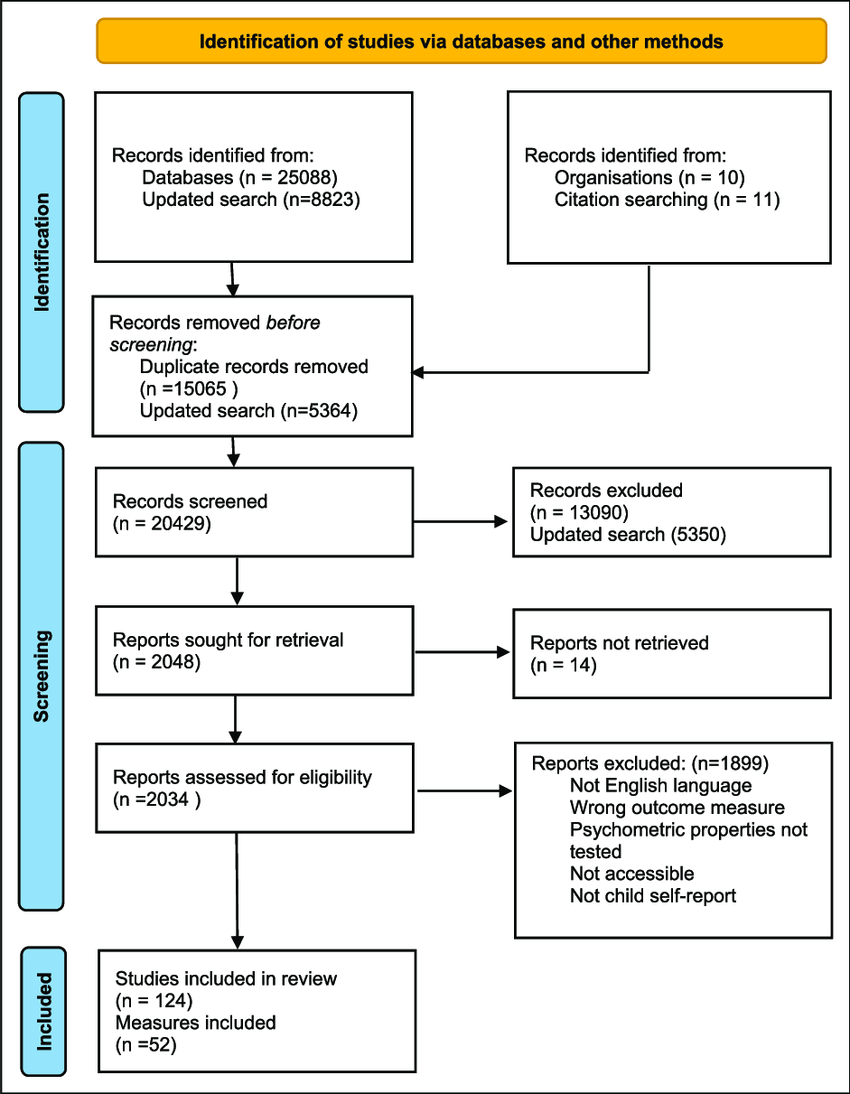 Identification of studies via databases and other methods
Identification
Records identified from:
Databases (n = 25088)
Updated search (n=8823)
Records identified from:
Organisations (n = 10)
Citation searching (n = 11)
Records removed before
screening:
Duplicate records removed
(n =15065 )
Updated search (n=5364)
Screening
Records screened
(n = 20429)
Records excluded
(n = 13090)
Updated search (5350)
Reports sought for retrieval
(n = 2048)
Reports not retrieved
(n = 14)
Reports assessed for eligibility
(n =2034 )
Reports excluded: (n=1899)
Not English language
Wrong outcome measure
Psychometric properties not
tested
Not accessible
Not child self-report
Included
Studies included in review
(n = 124)
Measures included
(n =52)